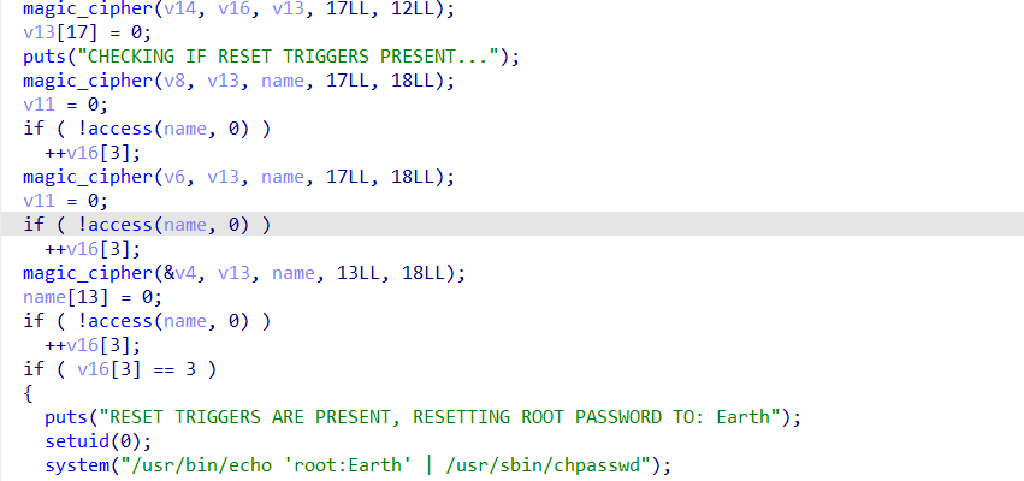 magic_cipher(v14, v16, v13, 17LL, 12LL);
v13[17] = 0;
puts("CHECKING IF RESET TRIGGERS PRESENT...");
magic_cipher(v8, v13, name, 17LL, 18LL);
v11 = 0;
if ( !access(name, 0) )
++v16[3];
magic_cipher(v6, v13, name, 17LL, 18LL);
v11 = 0;
if ( !access(name, 0) )
++v16[3];
magic_cipher(&v4, v13, name, 13LL, 18LL);
name[13] = 0;
if ( !access(name, 0) )
++v16[3];
if ( v16[3] == 3 )
{
puts("RESET TRIGGERS ARE PRESENT, RESETTING ROOT PASSWORD TO: Earth");
setuid(0);
system("/usr/bin/echo 'root:Earth' | /usr/sbin/chpasswd");